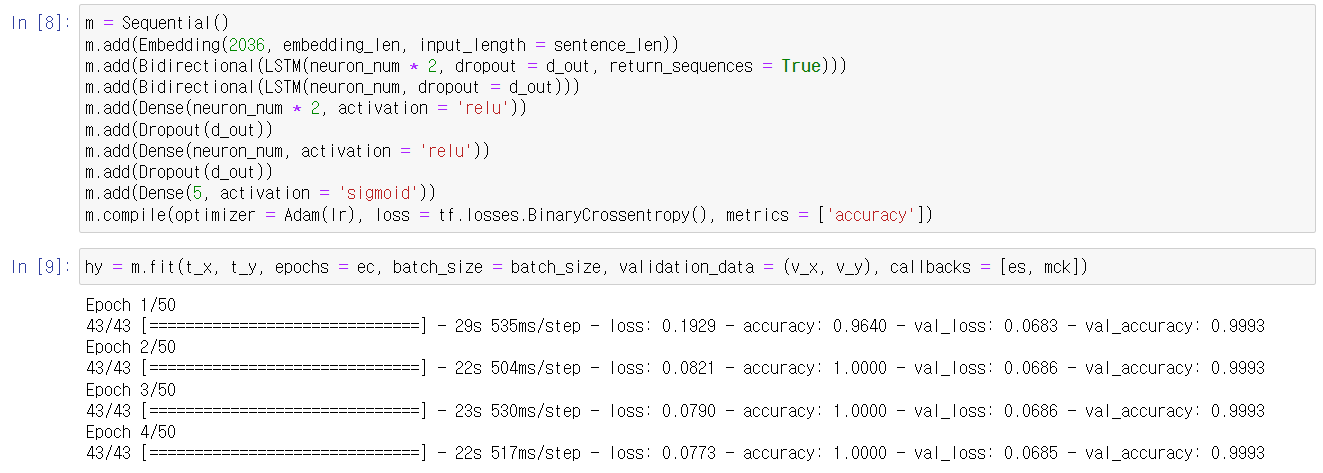 In [8]: m = Sequential()
m.add(Embedding(2036, embedding_len, input_length = sentence_len))
m.add(Bidirectional(LSTM(neuron_num * 2, dropout = d_out, return_sequences = True)))
m.add(Bidirectional(LSTM(neuron_num, dropout = d_out)))
m.add(Dense(neuron_num * 2, activation = 'relu'))
m.add(Dropout(d_out))
m.add(Dense(neuron_num, activation = 'relu'))
m.add(Dropout(d_out))
m.add(Dense(5, activation = 'sigmoid'))
m.compile(optimizer = Adam(lr), loss = tf.losses.BinaryCrossentropy(), metrics = ['accuracy'])
In [9]: hy = m.fit(t_x, t_y, epochs = ec, batch_size = batch_size, validation_data = (v_x, v_y), callbacks = [es, mck])
Epoch 1/50
43/43 [==============================] - 29s 535ms/step - loss: 0.1929 - accuracy: 0.9640 - val_loss: 0.0683 - val_accuracy: 0.9993
Epoch 2/50
43/43 [==============================] - 22s 504ms/step - loss: 0.0821 - accuracy: 1.0000 - val_loss: 0.0686 - val_accuracy: 0.9993
Epoch 3/50
43/43 [==============================] - 23s 530ms/step - loss: 0.0790 - accuracy: 1.0000 - val_loss: 0.0686 - val_accuracy: 0.9993
Epoch 4/50
43/43 [==============================] - 22s 517ms/step - loss: 0.0773 - accuracy: 1.0000 - val_loss: 0.0685 - val_accuracy: 0.9993